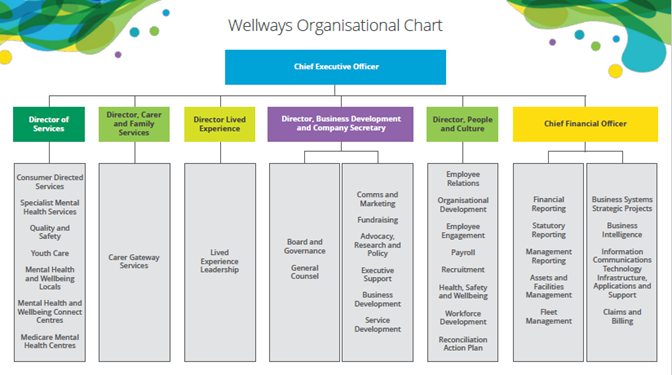 Wellways Organisational Chart
Chief Executive Officer
Director of
Services
Director, Carer
and Family
Services
Director Lived
Experience
Director, Business Development
and Company Secretary
Director, People
and Culture
Chief Financial Officer
Consumer Directed
Services
Specialist Mental
Health Services
Quality and
Safety
Youth Care
Mental Health
and Wellbeing
Locals
Mental Health and
Wellbeing Connect
Centres
Medicare Mental
Health Centres
Carer Gateway
Services
Lived
Experience
Leadership
Board and
Governance
General
Counsel
Comms and
Marketing
Fundraising
Advocacy,
Research and
Policy
Executive
Support
Business
Development
Service
Development
Employee
Relations
Organisational
Development
Employee
Engagement
Payroll
Recruitment
Health, Safety
and Wellbeing
Workforce
Development
Reconciliation
Action Plan
Financial
Reporting
Statutory
Reporting
Management
Reporting
Assets and
Facilities
Management
Fleet
Management
Business Systems
Strategic Projects
Business
Intelligence
Information
Communications
Technology
Infrastructure,
Applications and
Support
Claims and
Billing